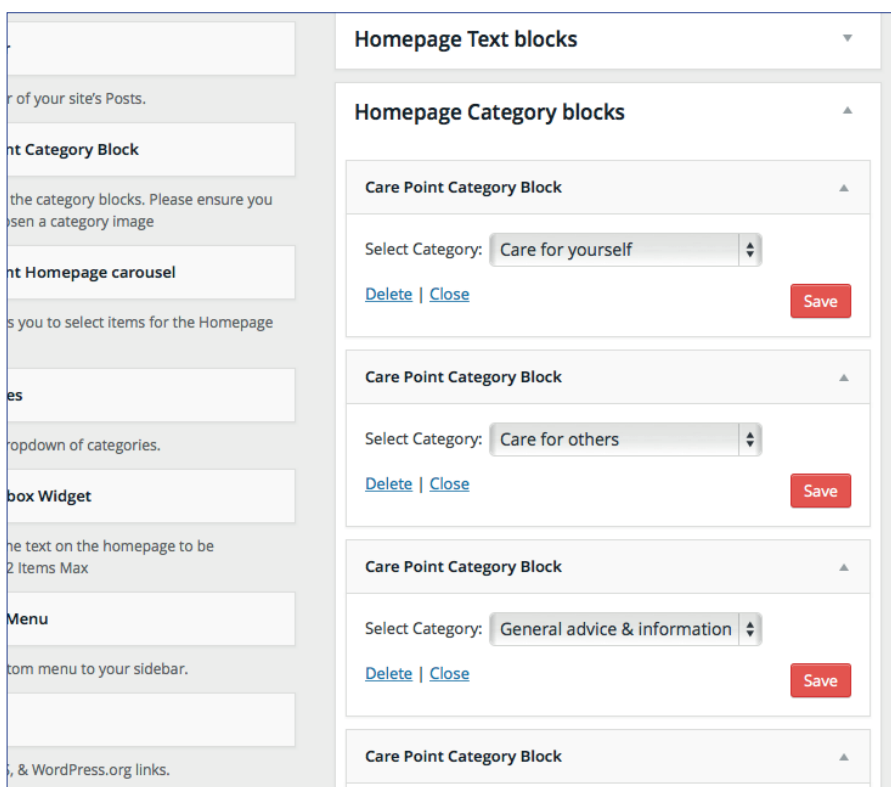 r of your site's Posts.
nt Category Block
the category blocks. Please ensure you
osen a category image
nt Homepage carousel
s you to select items for the Homepage
es
ropdown of categories.
box Widget
he text on the homepage to be
2 Items Max
Menu
tom menu to your sidebar.
S, & WordPress.org links.
Homepage Text blocks
Homepage Category blocks
Care Point Category Block
Select Category: Care for yourself
Delete | Close
Save
Care Point Category Block
Select Category: Care for others
Delete | Close
Save
Care Point Category Block
Select Category: General advice & information
Delete | Close
Save
Care Point Category Block